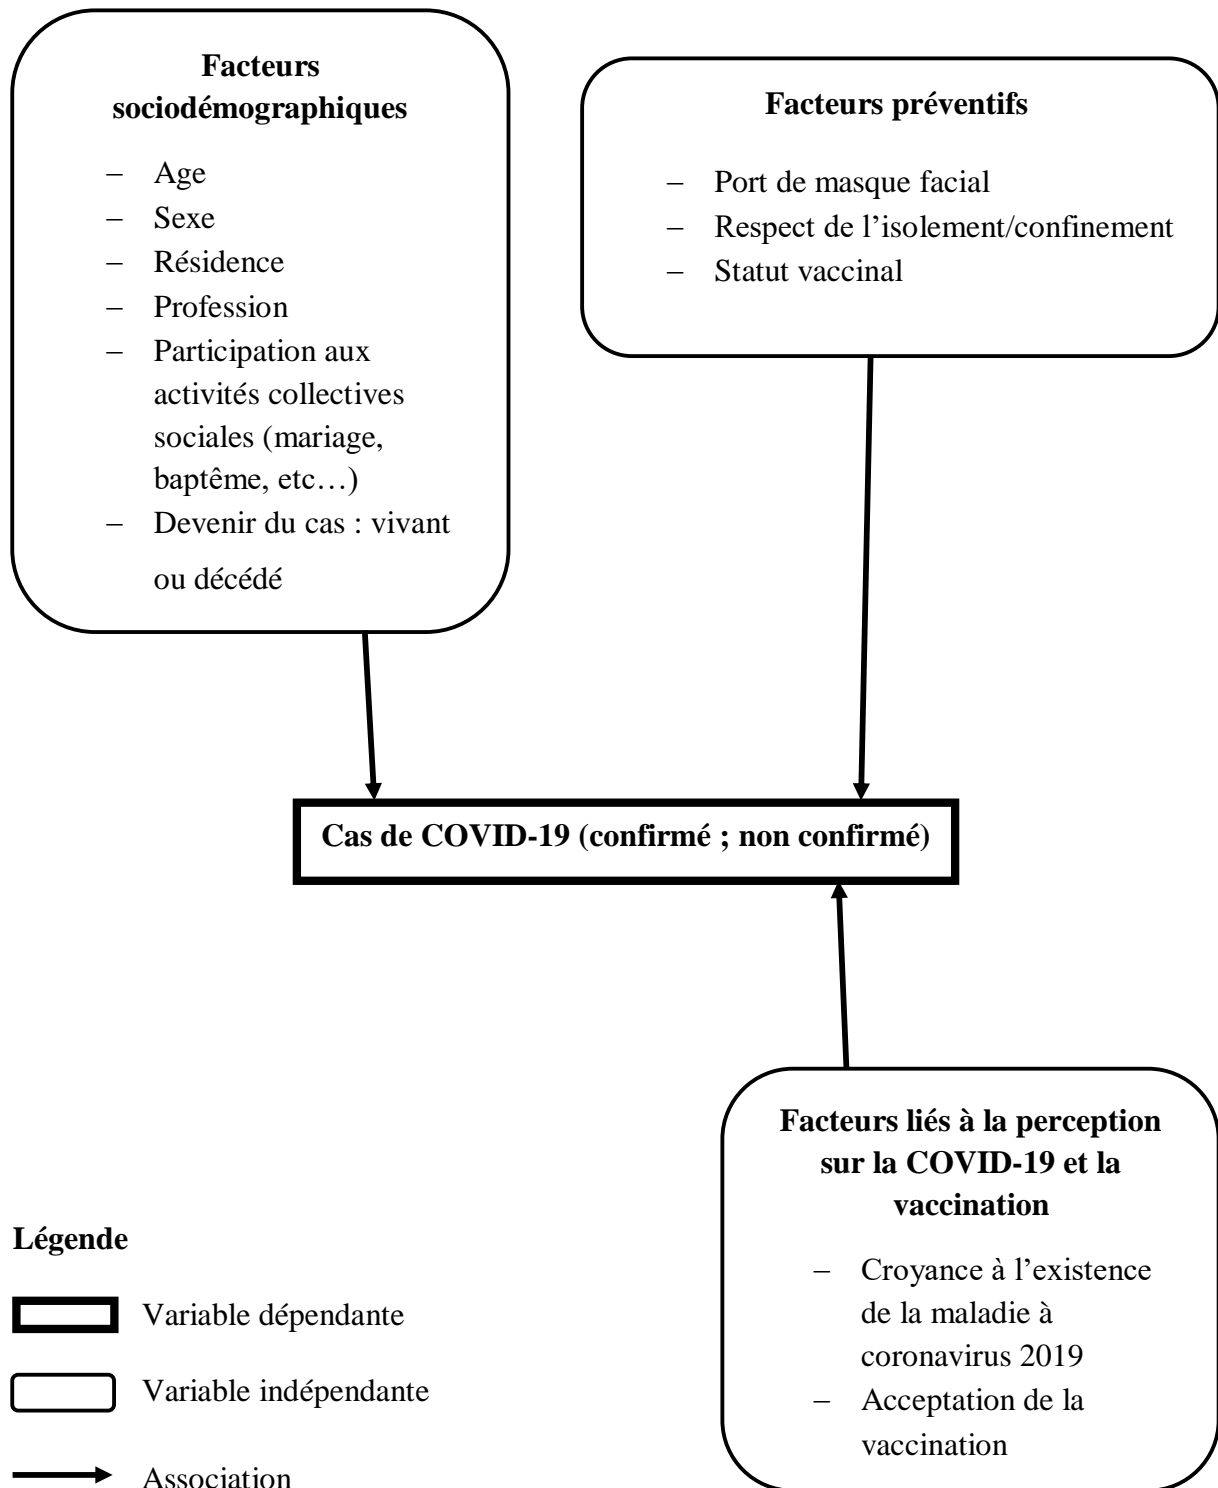 Facteurs
sociodémographiques
– Age
– Sexe
– Résidence
– Profession
– Participation aux
activités collectives
sociales (mariage,
baptême, etc…)
– Devenir du cas : vivant
ou décédé
Facteurs préventifs
– Port de masque facial
– Respect de l’isolement/confinement
– Statut vaccinal
Cas de COVID-19 (confirmé ; non confirmé)
Facteurs liés à la perception
sur la COVID-19 et la
vaccination
– Croyance à l’existence
de la maladie à
coronavirus 2019
– Acceptation de la
vaccination
Légende
Variable dépendante
Variable indépendante
Association